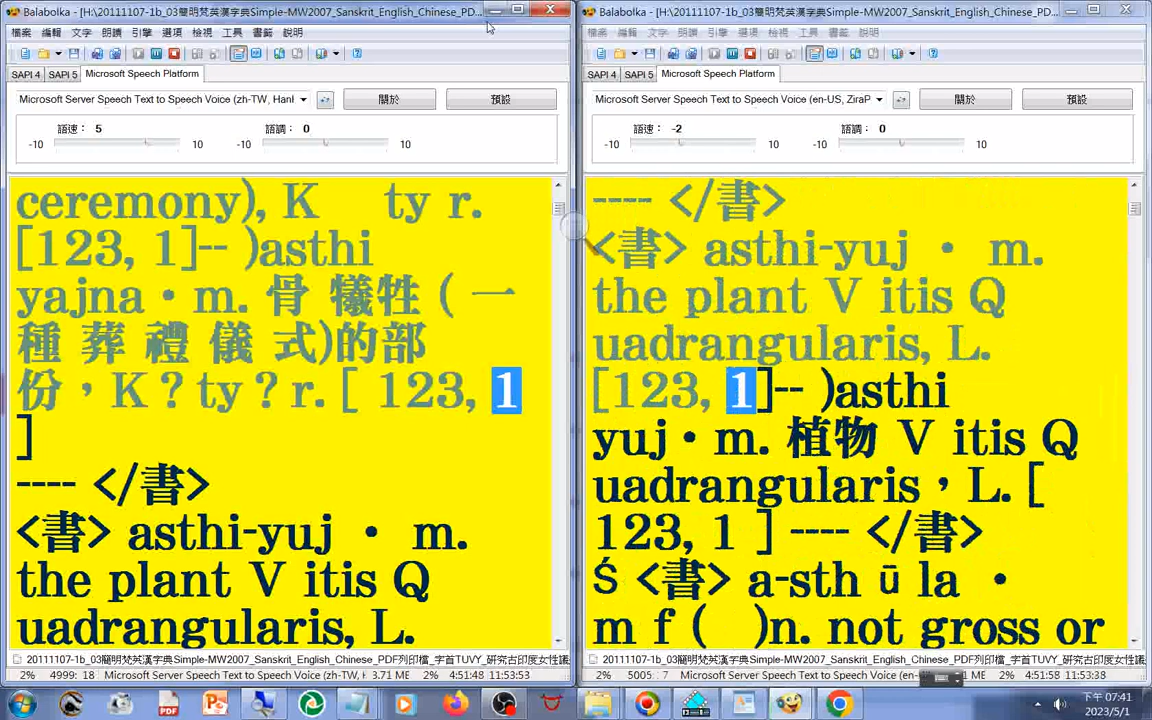 Balabolka - [H:\20111107-1b_03簡明梵英漢字典Simple-MW2007_Sanskrit_English_Chinese_PD...
檔案 編輯 文字 朗讀 引擎 選項 檢視 工具 書籤 說明
SAPI 4 SAPI 5 Microsoft Speech Platform
Microsoft Server Speech Text to Speech Voice (zh-TW, Hanl 關於 預設
語速： 5 語調： 0
-10 10 -10 10
ceremony), K ty r.
[123, 1]-- )asthi
yajna • m. 骨 犧牲 ( 一
種 葬 禮 儀 式)的部
份，K？ty？r. [ 123, 1
]
---- </書>
<書> asthi-yuj • m.
the plant V itis Q
uadrangularis, L.
20111107-1b_03簡明梵英漢字典Simple-MW2007_Sanskrit_English_Chinese_PDF列印檔_字首TUVY_研究古印度女性議
2% 4999: 18 Microsoft Server Speech Text to Speech Voice (zh-TW, H 3.71 ME 2% 4:51:48 11:53:53
Balabolka - [H:\20111107-1b_03簡明梵英漢字典Simple-MW2007_Sanskrit_English_Chinese_PD...
檔案 編輯 文字 朗讀 引擎 選項 檢視 工具 書籤 說明
SAPI 4 SAPI 5 Microsoft Speech Platform
Microsoft Server Speech Text to Speech Voice (en-US, ZiraP 關於 預設
語速： -2 語調： 0
-10 10 -10 10
---- </書>
<書> asthi-yuj • m.
the plant V itis Q
uadrangularis, L.
[123, 1]-- )asthi
yuj • m. 植物 V itis Q
uadrangularis，L. [
123, 1 ] ---- </書>
Ś <書> a-sth ū la •
m f ( )n. not gross or
20111107-1b_03簡明梵英漢字典Simple-MW2007_Sanskrit_English_Chinese_PDF列印檔_字首TUVY_研究古印度女性議
2% 5005: 7 Microsoft Server Speech Text to Speech Voice (en-U 3.71 ME 2% 4:51:58 11:53:38
下午 07:41
2023/5/1